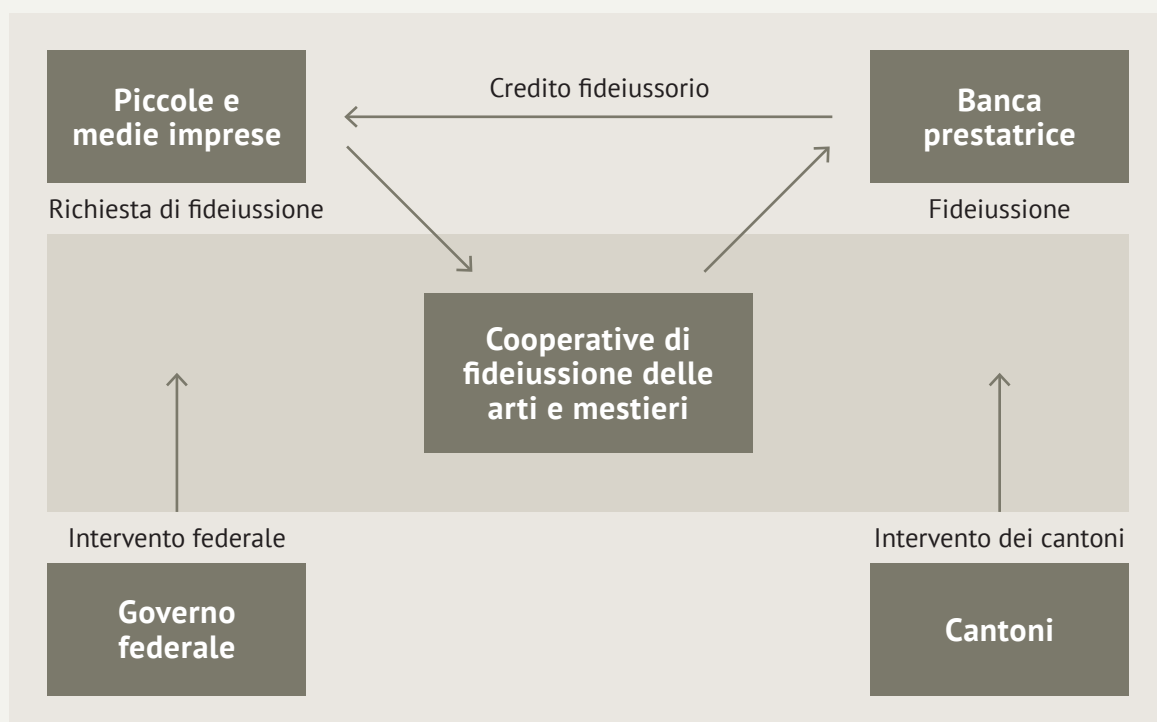 Piccole e
medie imprese
Credito fideiussorio
Banca
prestatrice
Richiesta di fideiussione
Fideiussione
Cooperative di
fideiussione delle
arti e mestieri
Intervento federale
Intervento dei cantoni
Governo
federale
Cantoni